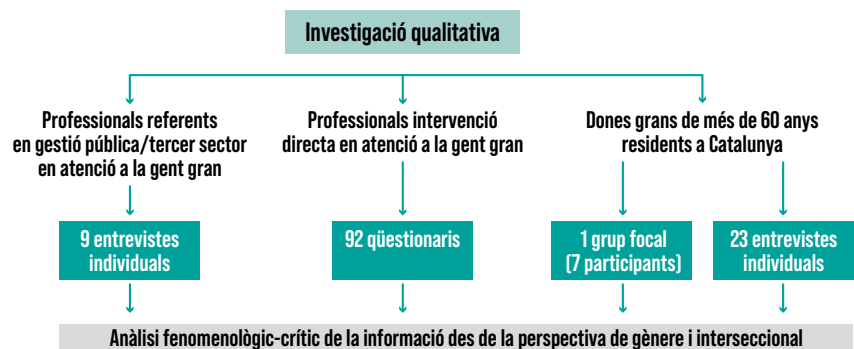 Investigació qualitativa
Professionals referents
en gestió pública/tercer sector
en atenció a la gent gran
Professionals intervenció
directa en atenció a la gent gran
Dones grans de més de 60 anys
residents a Catalunya
9 entrevistes
individuals
92 qüestionaris
1 grup focal
(7 participants)
23 entrevistes
individuals
Anàlisi fenomenològic-crític de la informació des de la perspectiva de gènere i interseccional